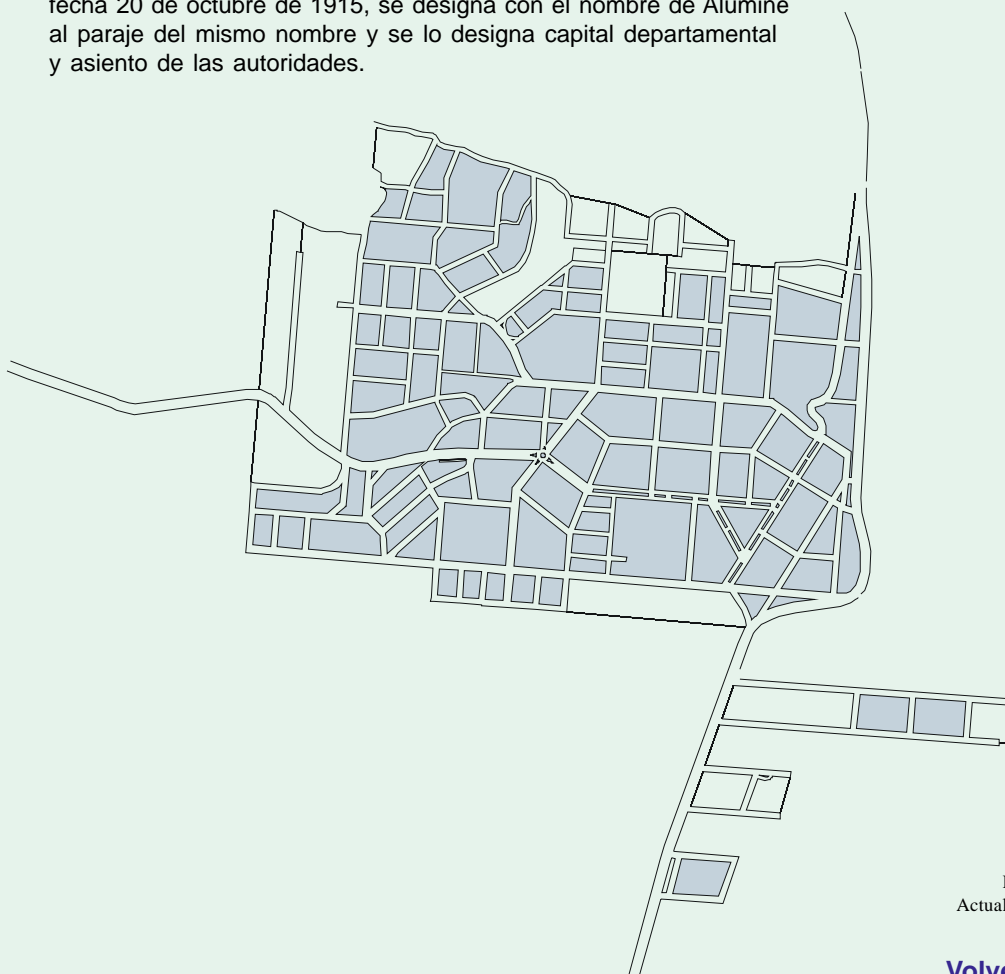 fecha 20 de octubre de 1915, se designa con el nombre de Aluminé
al paraje del mismo nombre y se lo designa capital departamental
y asiento de las autoridades.